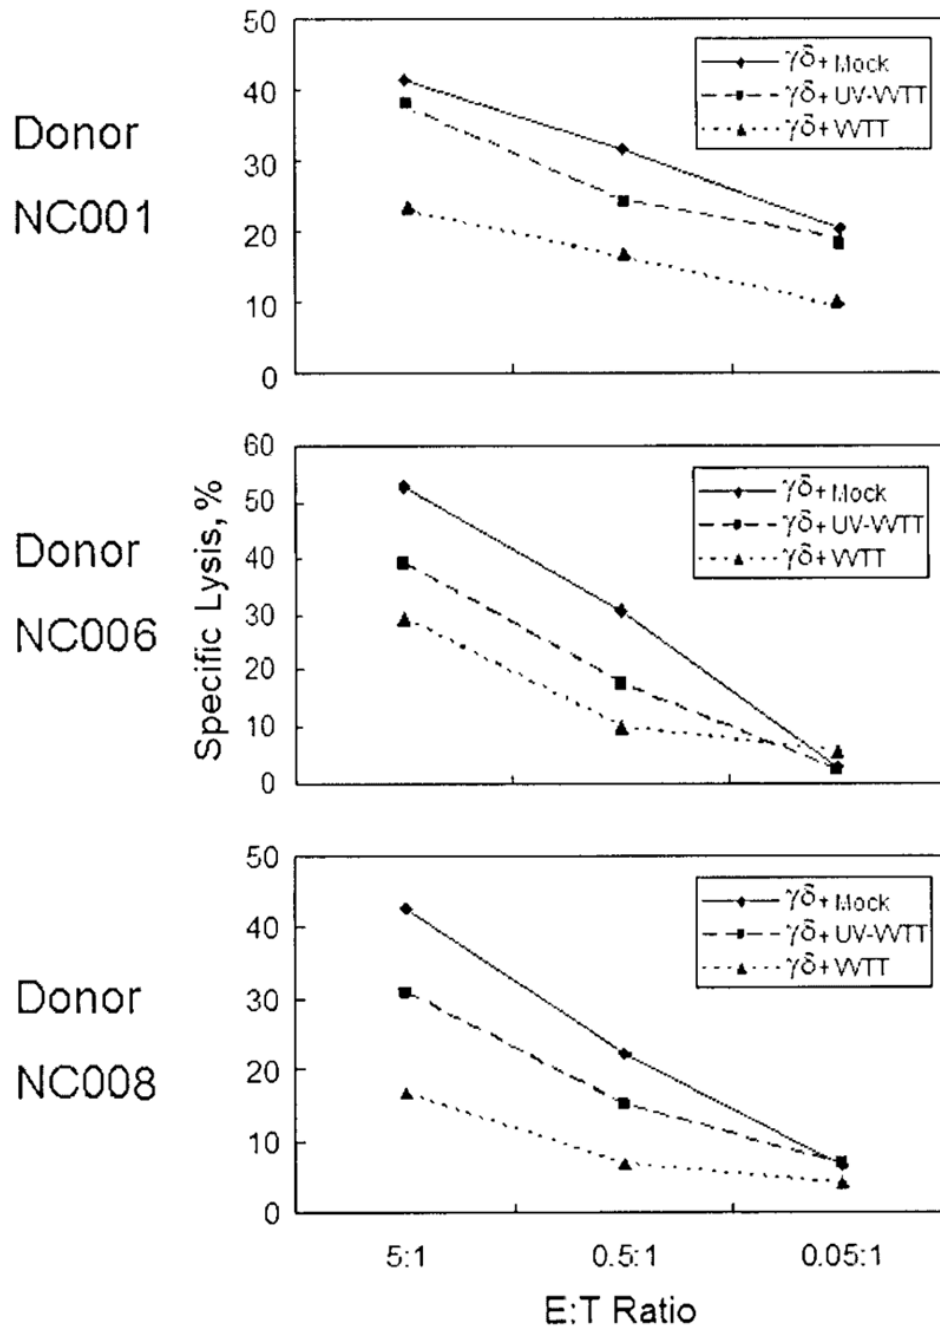 Donor
NC001
50
40
30
20
10
0
γδ+ Mock
γδ+ UV-VVTT
γδ+ VVTT
Donor
NC006
Specific Lysis, %
60
50
40
30
20
10
0
γδ+ Mock
γδ+ UV-VVTT
γδ+ VVTT
Donor
NC008
50
40
30
20
10
0
γδ+ Mock
γδ+ UV-VVTT
γδ+ VVTT
5:1 0.5:1 0.05:1
E:T Ratio